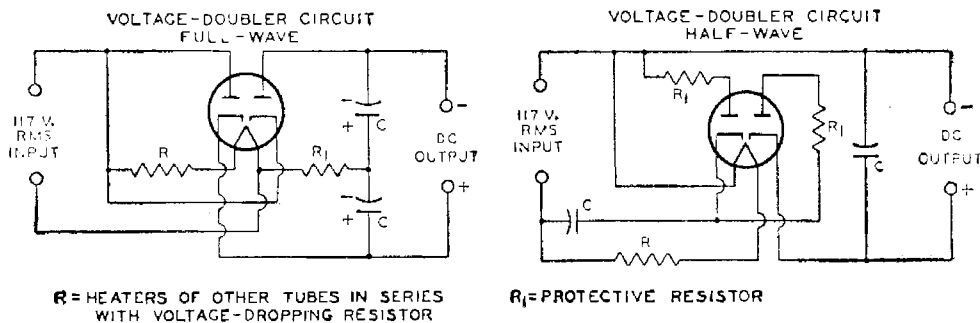 VOLTAGE-DOUBLER CIRCUIT
FULL-WAVE
117 V.
RMS
INPUT
R
R₁
-
+
C
-
+
C
-
DC
OUTPUT
+
VOLTAGE-DOUBLER CIRCUIT
HALF-WAVE
117 V.
RMS
INPUT
R₁
R₁
C
C
R
-
DC
OUTPUT
+
R=HEATERS OF OTHER TUBES IN SERIES
WITH VOLTAGE-DROPPING RESISTOR
R₁=PROTECTIVE RESISTOR